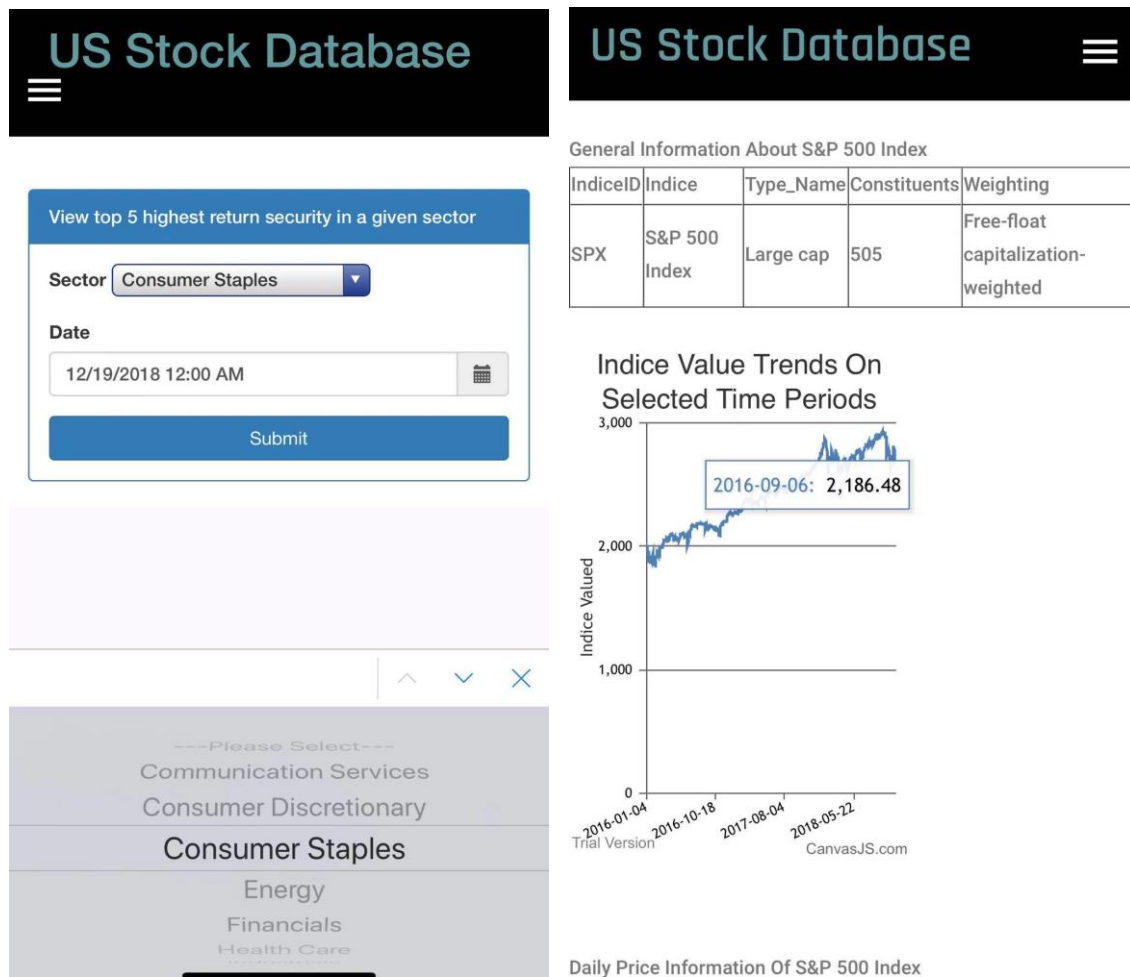 US Stock Database
View top 5 highest return security in a given sector
Sector Consumer Staples
Date
12/19/2018 12:00 AM
Submit
---Please Select---
Communication Services
Consumer Discretionary
Consumer Staples
Energy
Financials
Health Care
US Stock Database
General Information About S&P 500 Index
IndiceID Indice Type_Name Constituents Weighting
SPX S&P 500 Index Large cap 505 Free-float capitalization-weighted
Indice Value Trends On
Selected Time Periods
3,000
2016-09-06: 2,186.48
2,000
Indice Valued
1,000
0
2016-01-04 2016-10-18 2017-08-04 2018-05-22
Trial Version CanvasJS.com
Daily Price Information Of S&P 500 Index